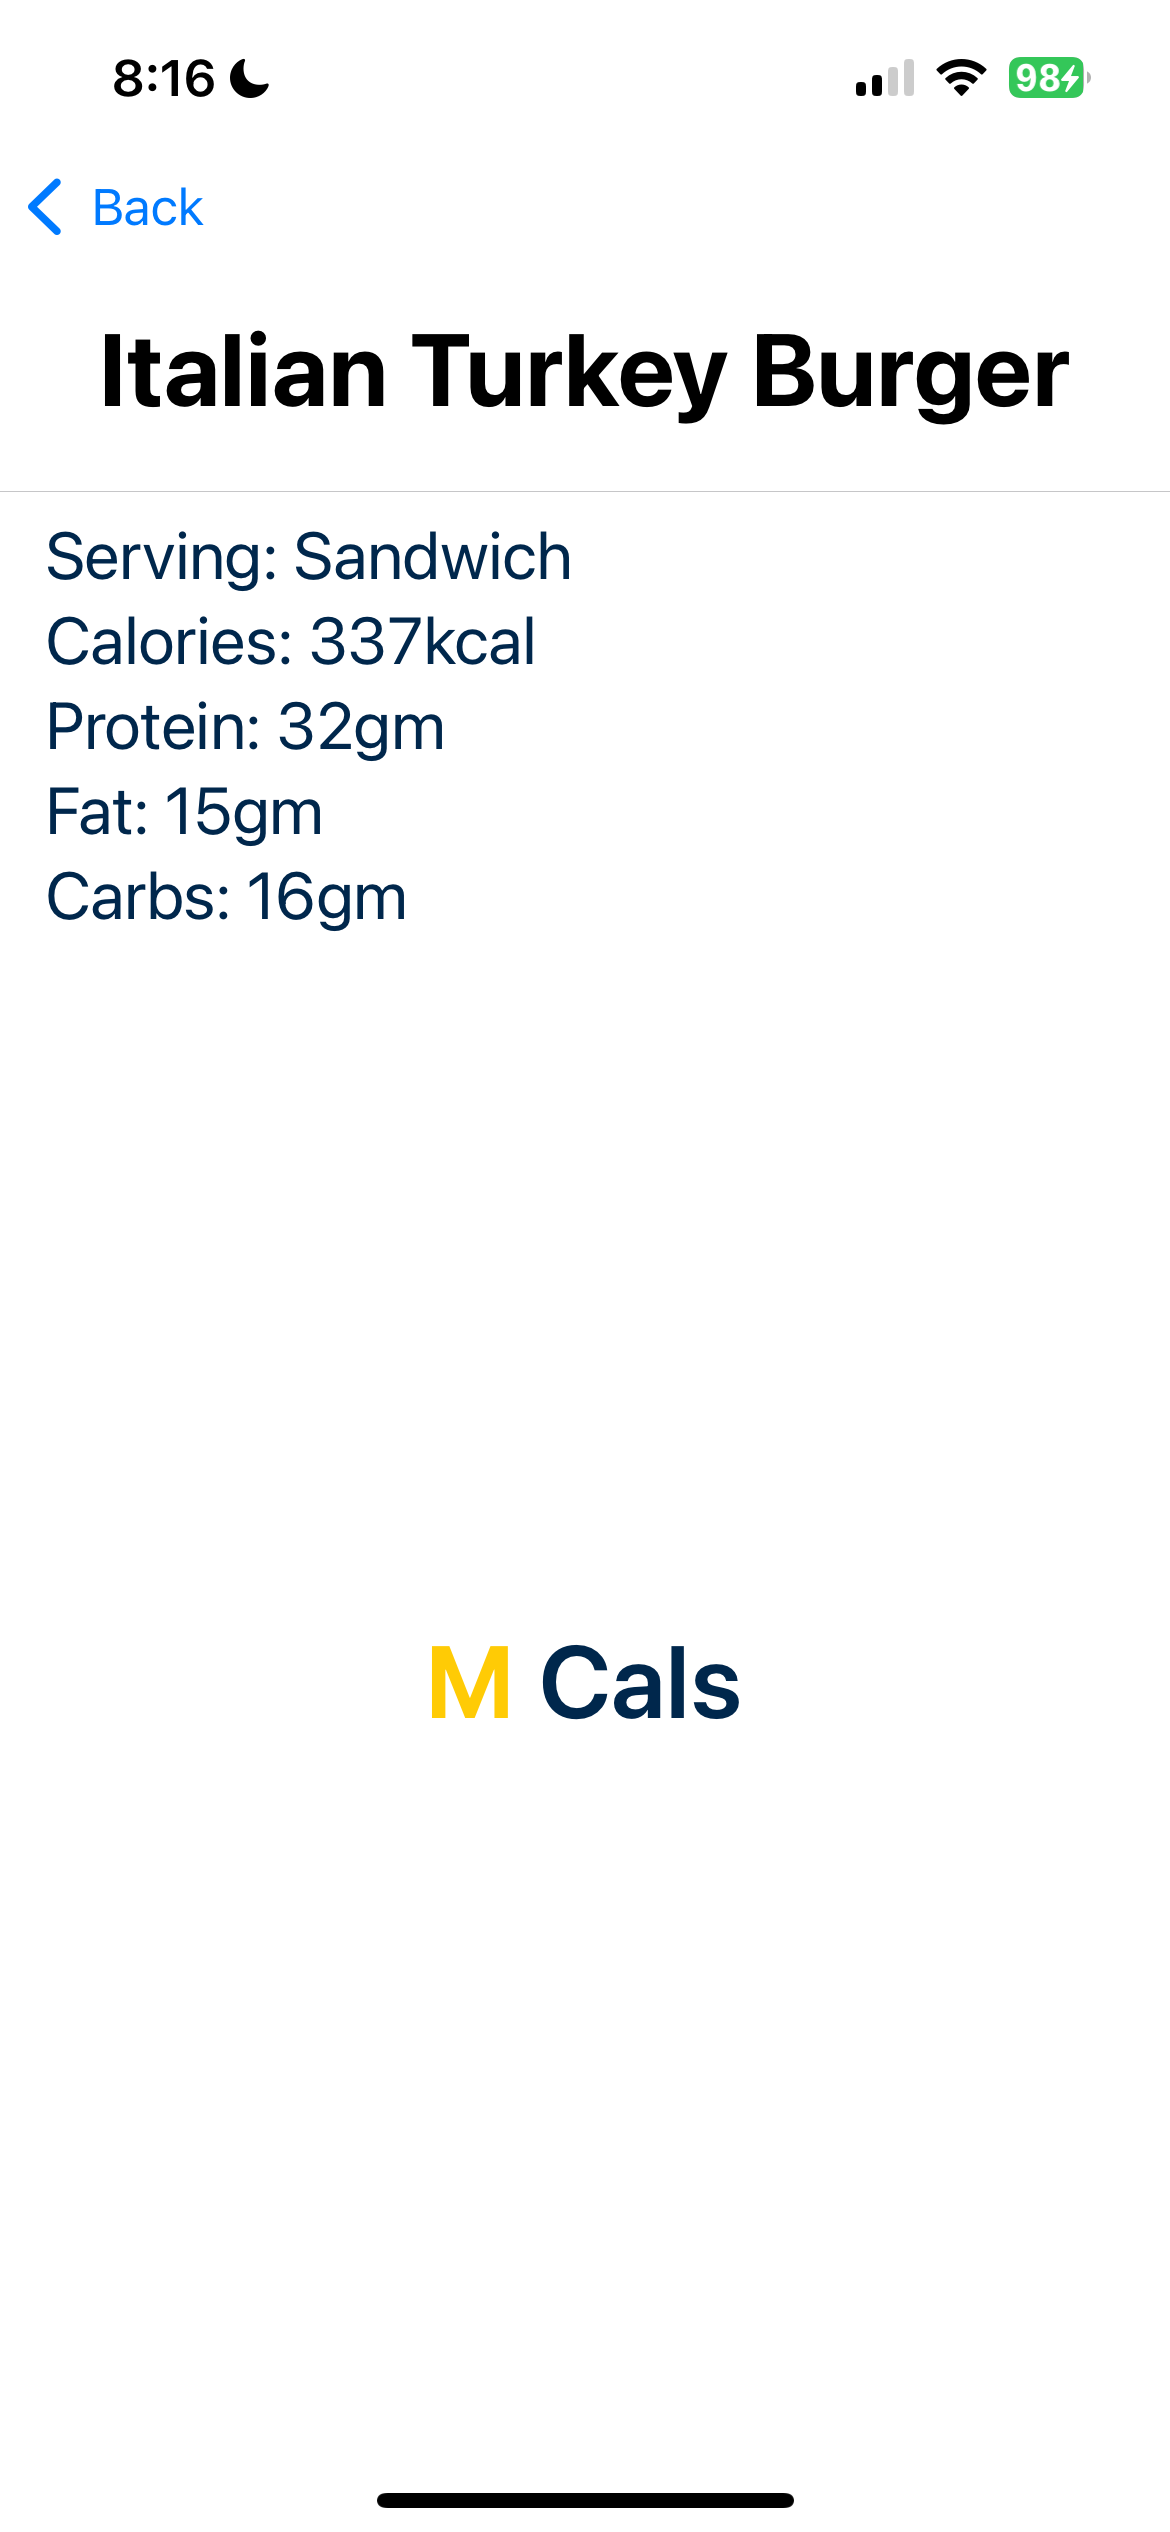 8:16
98
Back
Italian Turkey Burger
Serving: Sandwich
Calories: 337kcal
Protein: 32gm
Fat: 15gm
Carbs: 16gm
M Cals